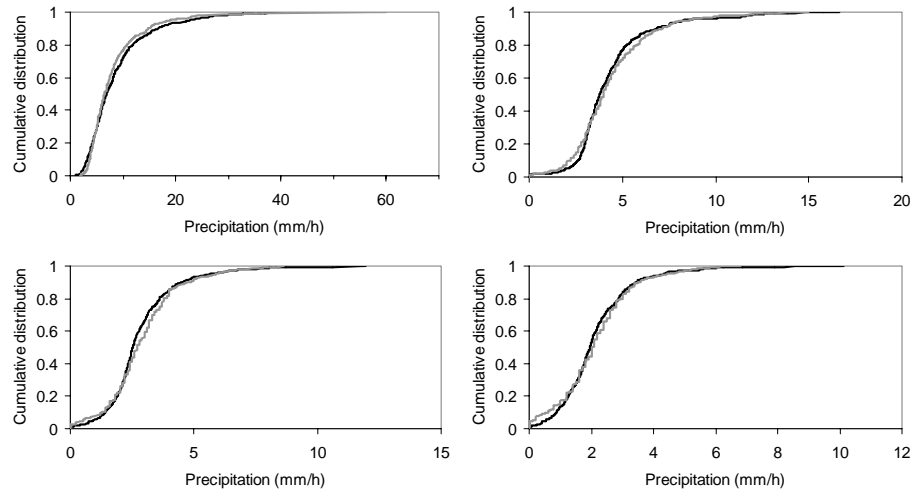 1
0.8
0.6
0.4
0.2
0
0 20 40 60
Cumulative distribution
Precipitation (mm/h)
1
0.8
0.6
0.4
0.2
0
0 5 10 15 20
Cumulative distribution
Precipitation (mm/h)
1
0.8
0.6
0.4
0.2
0
0 5 10 15
Cumulative distribution
Precipitation (mm/h)
1
0.8
0.6
0.4
0.2
0
0 2 4 6 8 10 12
Cumulative distribution
Precipitation (mm/h)